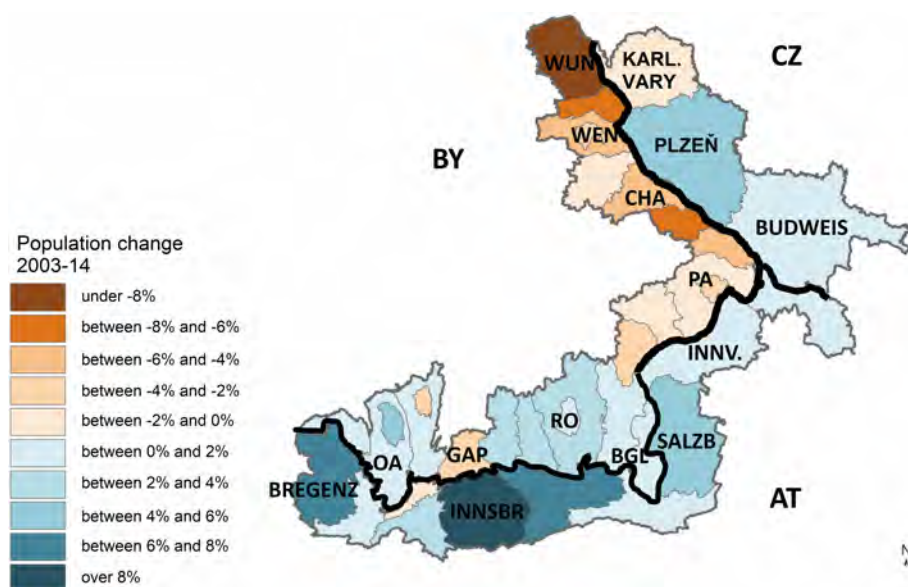 WUN
KARL.
VARY
CZ
WEN
PLZEŇ
BY
CHA
BUDWEIS
PA
INNV.
RO
OA
GAP
BGL
SALZB
BREGENZ
INNSBR
AT
N
Population change
2003-14
under -8%
between -8% and -6%
between -6% and -4%
between -4% and -2%
between -2% and 0%
between 0% and 2%
between 2% and 4%
between 4% and 6%
between 6% and 8%
over 8%